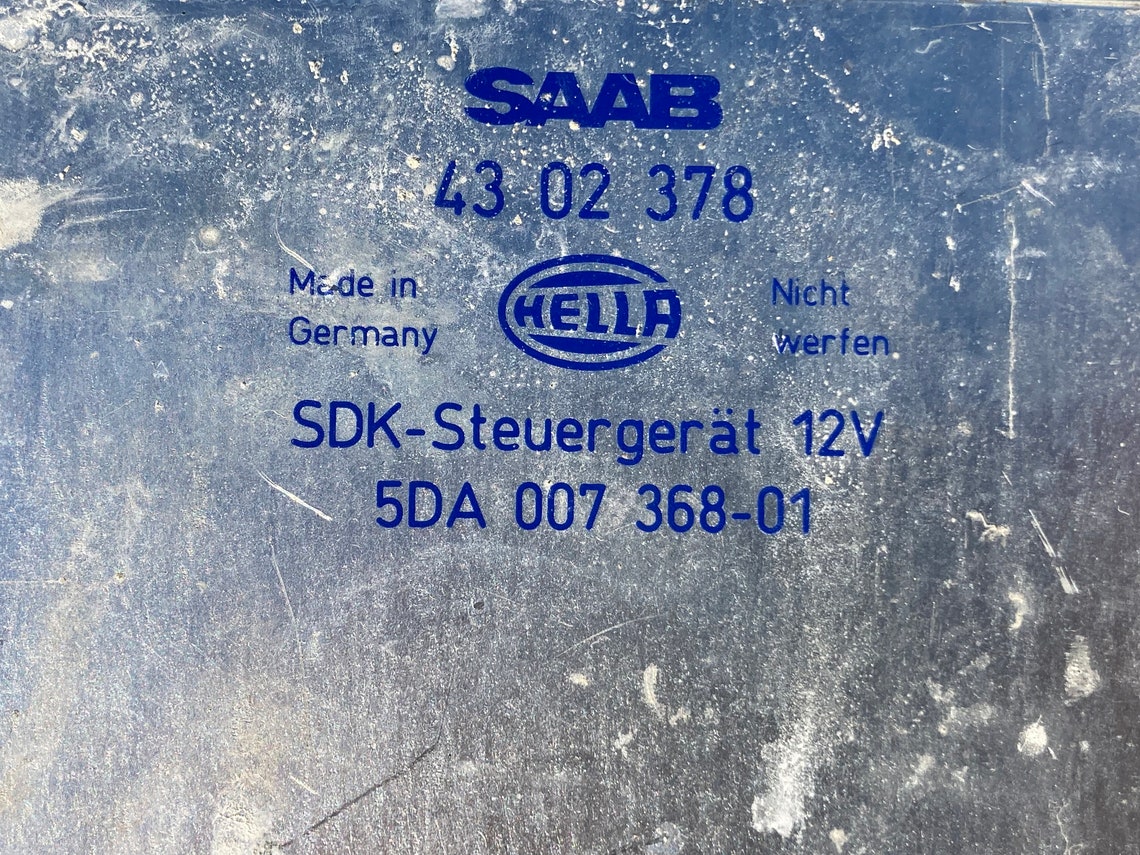 SAAB
43 02 378
Made in
Germany
HELLA
Nicht
werfen
SDK-Steuergerät 12V
5DA 007 368-01